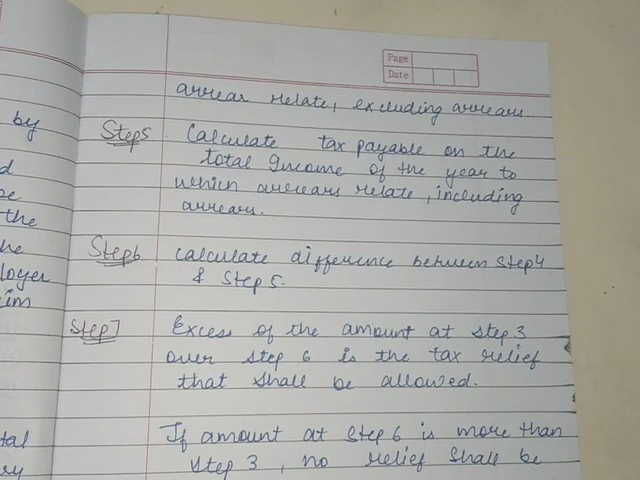 Page
Date
arrear relate, excluding arrears.
by
Step5. Calculate tax payable on the
total Income of the year to
which arrears relate, including
arrears.
the
Step6 calculate difference between Step4
& Step 5.
loyer
Step7 Excess of the amount at step 3
over step 6 is the tax relief
that shall be allowed.
If amount at Step 6 is more than
step 3, no relief shall be